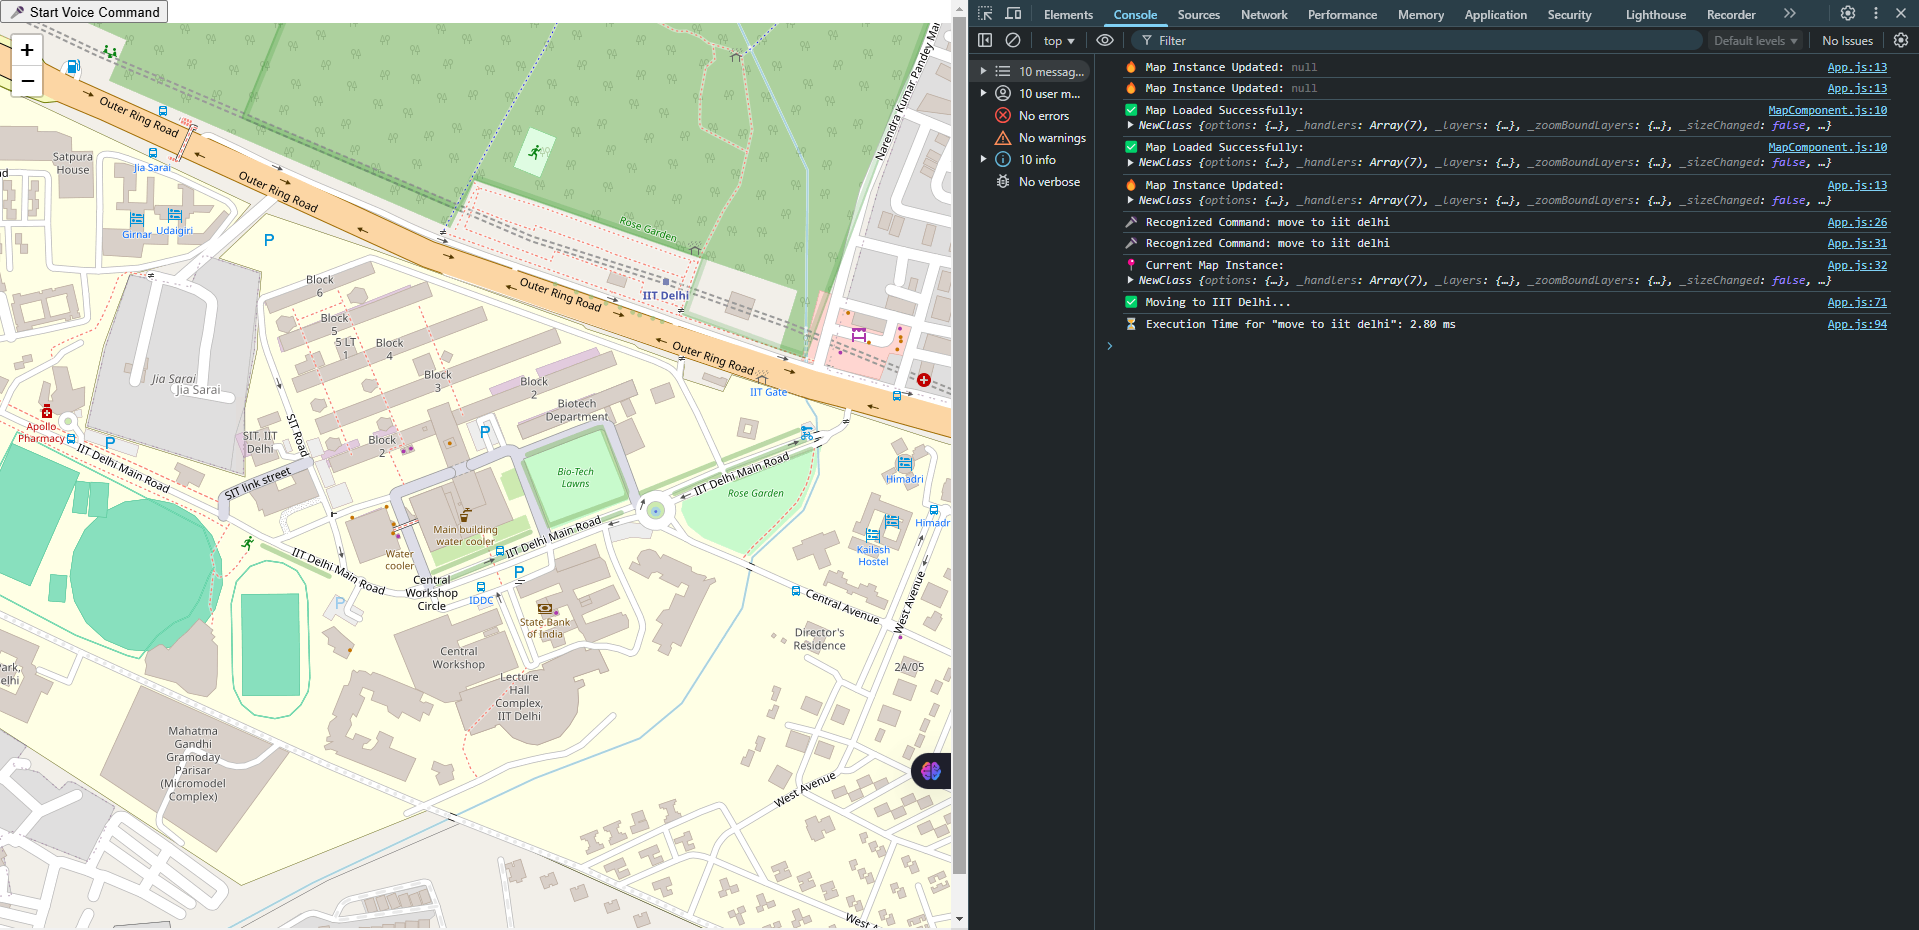 Start Voice Command
+
−
Outer Ring Road
Jia Sarai
Satpura
House
Outer Ring Road
Girnar
Udaigiri
P
Narendra Kumar Pandey Mar
Rose Garden
IIT Delhi
Outer Ring Road
Outer Ring Road
IIT Gate
Block
6
Block
5 LT
1
Block
4
Block
3
Block
2
Biotech
Department
Jia Sarai
Jia Sarai
Apollo
Pharmacy
P
SIT, IIT
Delhi
SIT Road
Block
2
P
IIT Delhi Main Road
SIT link street
Bio-Tech
Lawns
IIT Delhi Main Road
Rose Garden
Himadri
Himadr
Kailash
Hostel
Main building
water cooler
IIT Delhi Main Road
Water
cooler
IIT Delhi Main Road
Central
Workshop
Circle
P
IDDC
P
State Bank
of India
Central Avenue
West Avenue
Director's
Residence
2A/05
Central
Workshop
Lecture
Hall
Complex,
IIT Delhi
Park,
elhi
Mahatma
Gandhi
Gramoday
Parisar
(Micromodel
Complex)
West Avenue
West A
Elements Console Sources Network Performance Memory Application Security Lighthouse Recorder
top Filter Default levels No Issues
10 messag...
10 user m...
No errors
No warnings
10 info
No verbose
Map Instance Updated: null App.js:13
Map Instance Updated: null App.js:13
Map Loaded Successfully: MapComponent.js:10
NewClass {options: {…}, _handlers: Array(7), _layers: {…}, _zoomBoundLayers: {…}, _sizeChanged: false, …}
Map Loaded Successfully: MapComponent.js:10
NewClass {options: {…}, _handlers: Array(7), _layers: {…}, _zoomBoundLayers: {…}, _sizeChanged: false, …}
Map Instance Updated: App.js:13
NewClass {options: {…}, _handlers: Array(7), _layers: {…}, _zoomBoundLayers: {…}, _sizeChanged: false, …}
Recognized Command: move to iit delhi App.js:26
Recognized Command: move to iit delhi App.js:31
Current Map Instance: App.js:32
NewClass {options: {…}, _handlers: Array(7), _layers: {…}, _zoomBoundLayers: {…}, _sizeChanged: false, …}
Moving to IIT Delhi... App.js:71
Execution Time for "move to iit delhi": 2.80 ms App.js:94